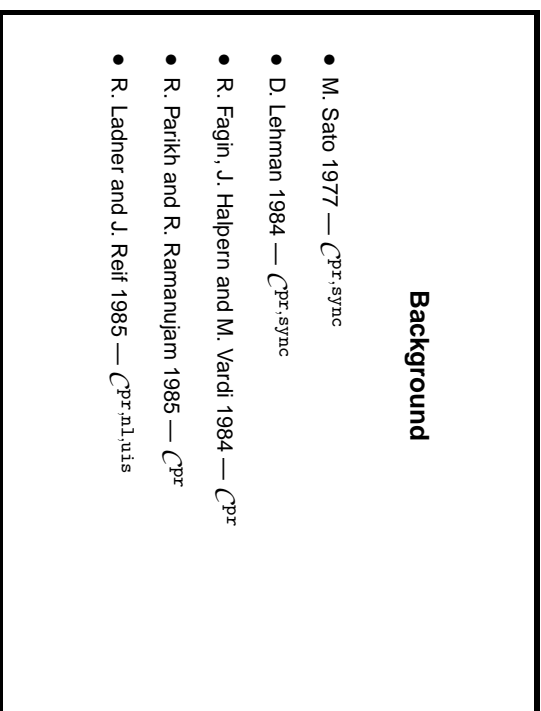 Background
• M. Sato 1977 — C^pr,sync
• D. Lehman 1984 — C^pr,sync
• R. Fagin, J. Halpern and M. Vardi 1984 — C^pr
• R. Parikh and R. Ramanujam 1985 — C^pr
• R. Ladner and J. Reif 1985 — C^pr,nl,uis